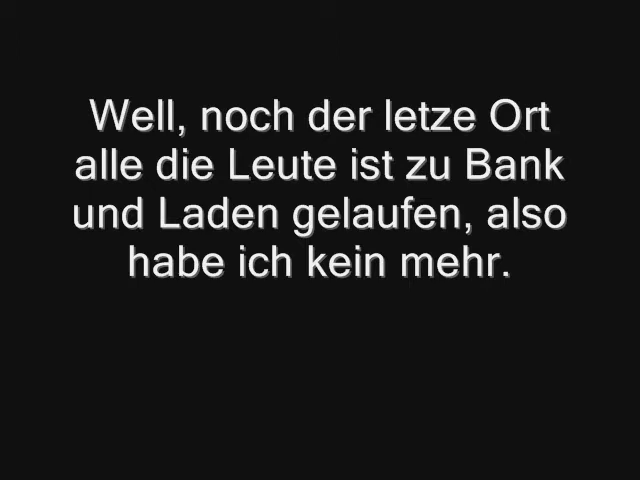 Well, noch der letze Ort
alle die Leute ist zu Bank
und Laden gelaufen, also
habe ich kein mehr.